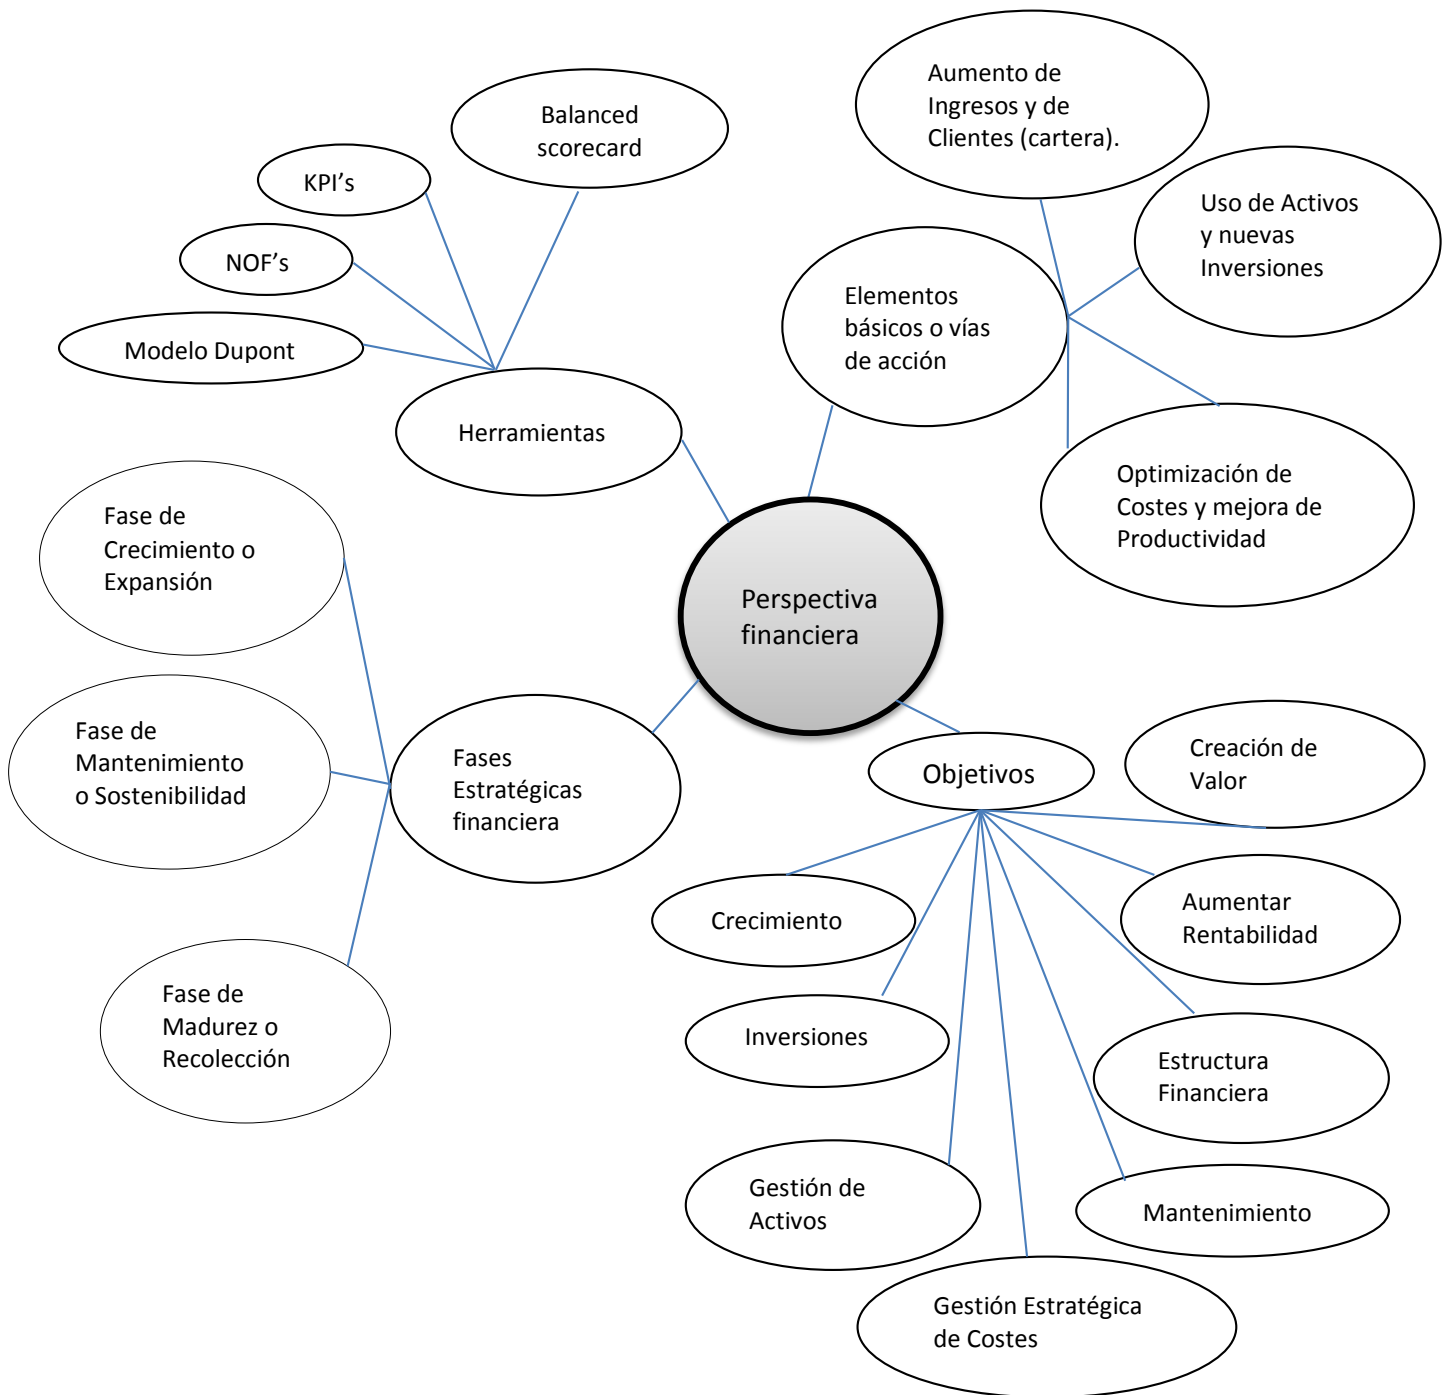 Aumento de
Ingresos y de
Clientes (cartera).
Balanced
scorecard
KPI's
Uso de Activos
y nuevas
Inversiones
NOF's
Elementos
básicos o vías
de acción
Modelo Dupont
Herramientas
Optimización de
Costes y mejora de
Productividad
Fase de
Crecimiento o
Expansión
Perspectiva
financiera
Fase de
Mantenimiento
o Sostenibilidad
Fases
Estratégicas
financiera
Objetivos
Creación de
Valor
Crecimiento
Aumentar
Rentabilidad
Fase de
Madurez o
Recolección
Inversiones
Estructura
Financiera
Gestión de
Activos
Mantenimiento
Gestión Estratégica
de Costes